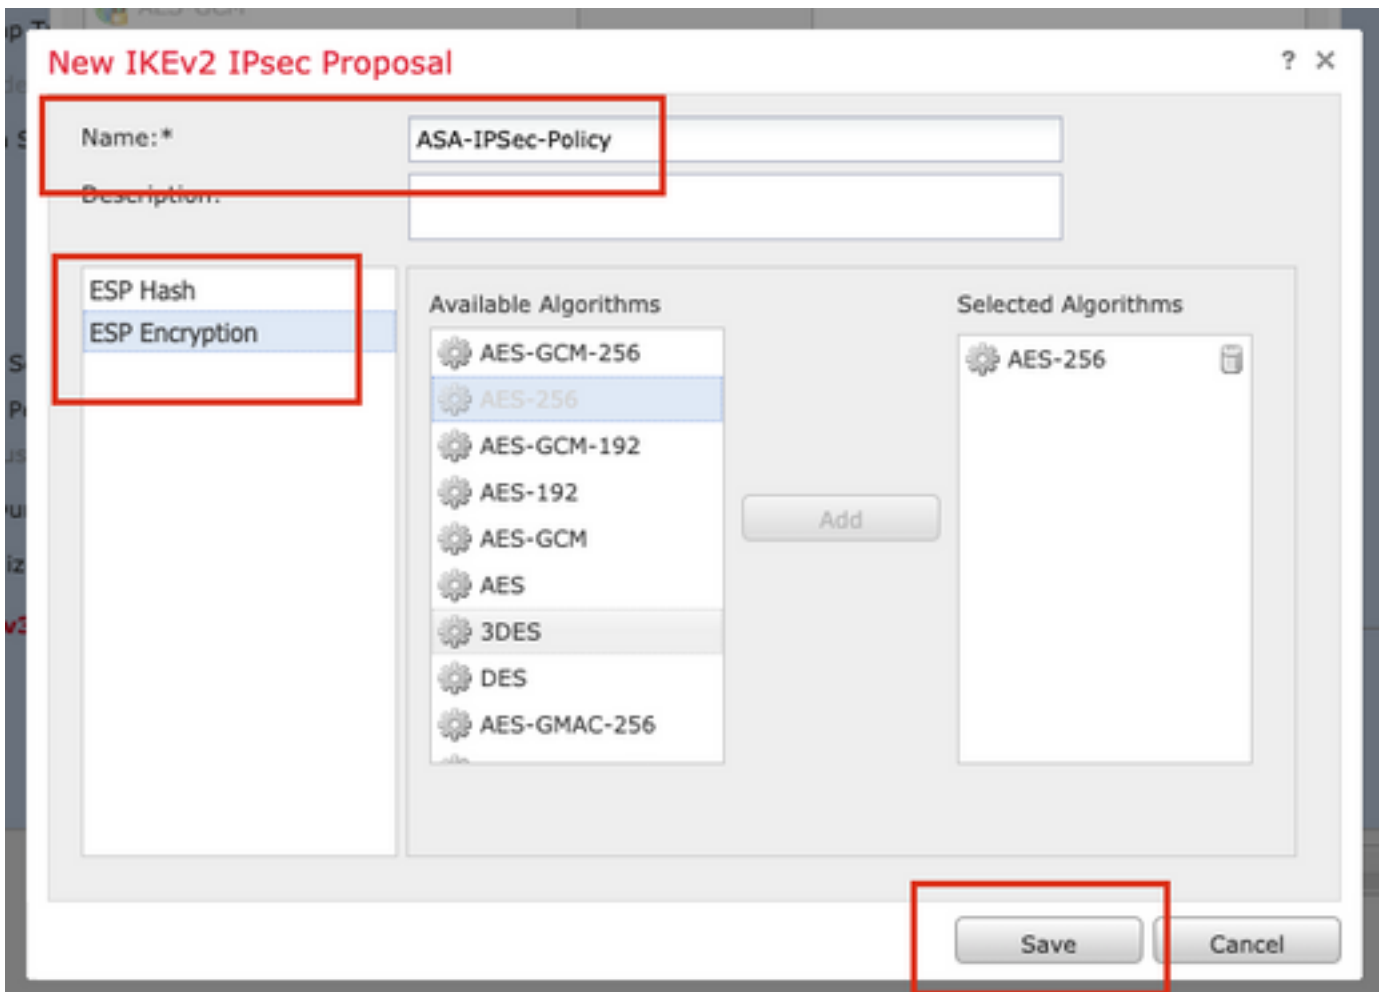 AES-GCM
New IKEv2 IPsec Proposal
? ×
Name:*
ASA-IPSec-Policy
Description:
ESP Hash
ESP Encryption
Available Algorithms
AES-GCM-256
AES-256
AES-GCM-192
AES-192
AES-GCM
AES
3DES
DES
AES-GMAC-256
Add
Selected Algorithms
AES-256
Save
Cancel